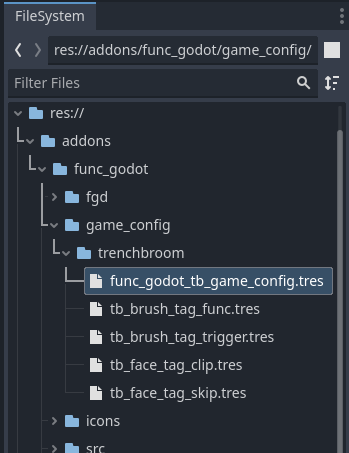 FileSystem
res://addons/func_godot/game_config/
Filter Files
res://
addons
func_godot
fgd
game_config
trenchbroom
func_godot_tb_game_config.tres
tb_brush_tag_func.tres
tb_brush_tag_trigger.tres
tb_face_tag_clip.tres
tb_face_tag_skip.tres
icons
src